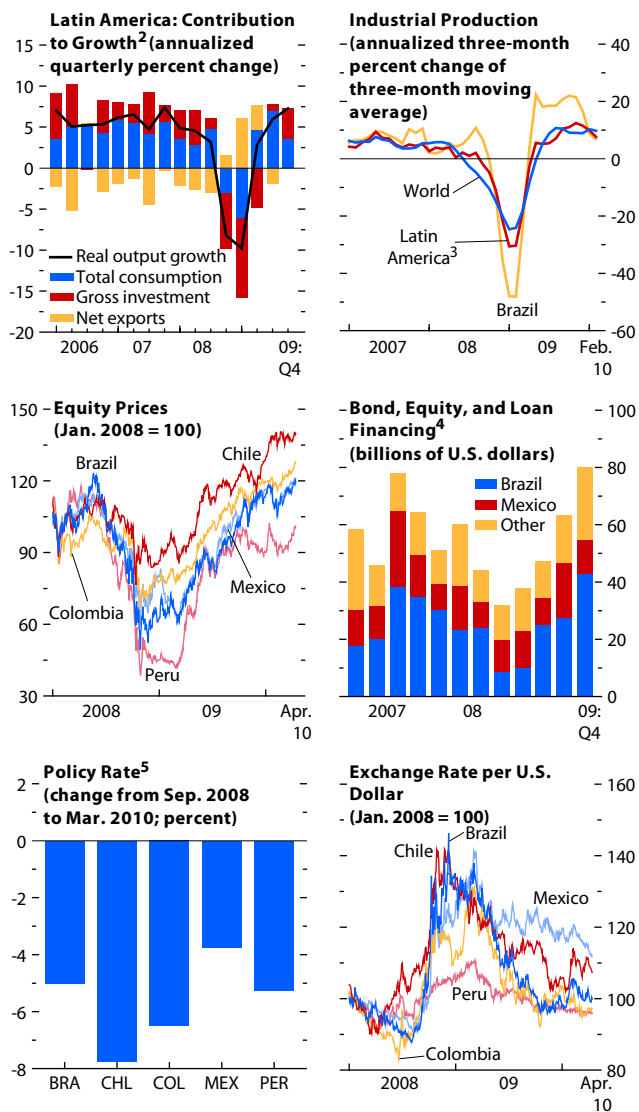 Latin America: Contribution
to Growth² (annualized
quarterly percent change)
15
10
5
0
-5
-10
-15
-20
Real output growth
Total consumption
Gross investment
Net exports
2006
07
08
09:
Q4
Industrial Production
(annualized three-month
percent change of
three-month moving
average)
40
20
0
-20
-40
-60
World
Latin
America³
Brazil
2007
08
09
Feb.
10
Equity Prices
(Jan. 2008 = 100)
150
120
90
60
30
Brazil
Chile
Colombia
Mexico
Peru
2008
09
Apr.
10
Bond, Equity, and Loan
Financing⁴
(billions of U.S. dollars)
100
80
60
40
20
0
Brazil
Mexico
Other
2007
08
09:
Q4
Policy Rate⁵
(change from Sep. 2008
to Mar. 2010; percent)
2
0
-2
-4
-6
-8
BRA
CHL
COL
MEX
PER
Exchange Rate per U.S.
Dollar
(Jan. 2008 = 100)
160
140
120
100
80
Brazil
Chile
Mexico
Peru
Colombia
2008
09
Apr.
10